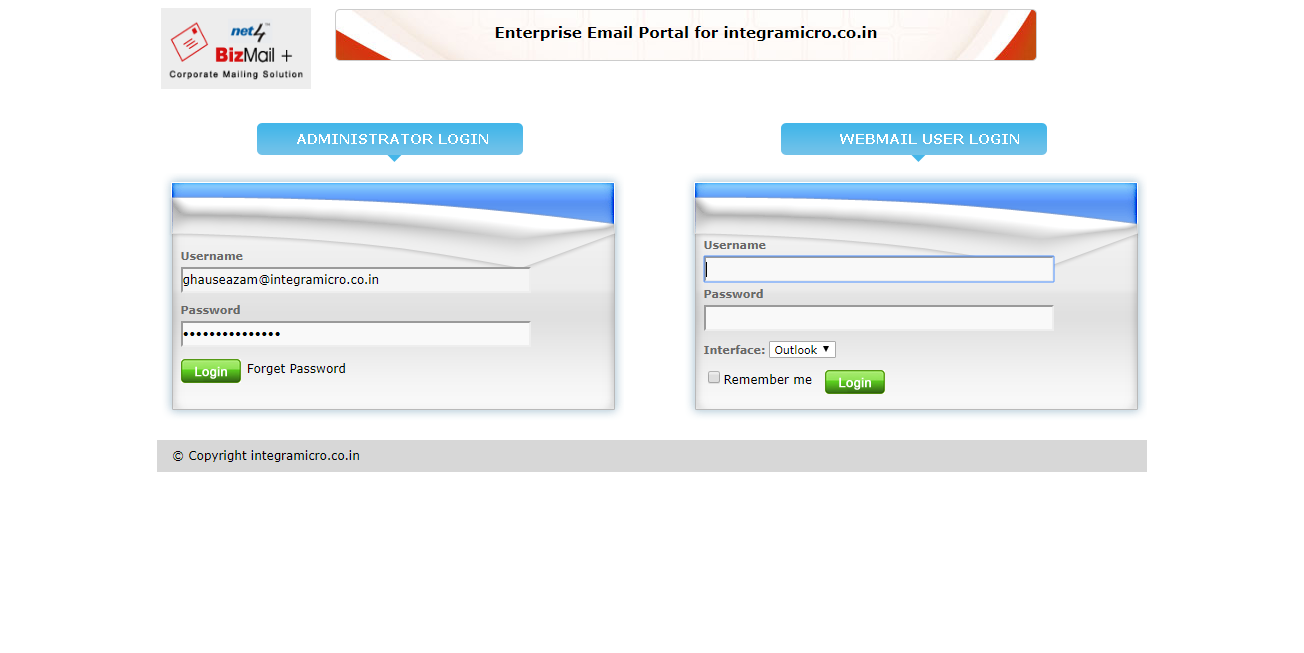 net4™
BizMail +
Corporate Mailing Solution
Enterprise Email Portal for integramicro.co.in
ADMINISTRATOR LOGIN
Username
ghauseazam@integramicro.co.in
Password
•••••••••••••••
Login Forget Password
WEBMAIL USER LOGIN
Username
Password
Interface: Outlook ▼
Remember me Login
© Copyright integramicro.co.in